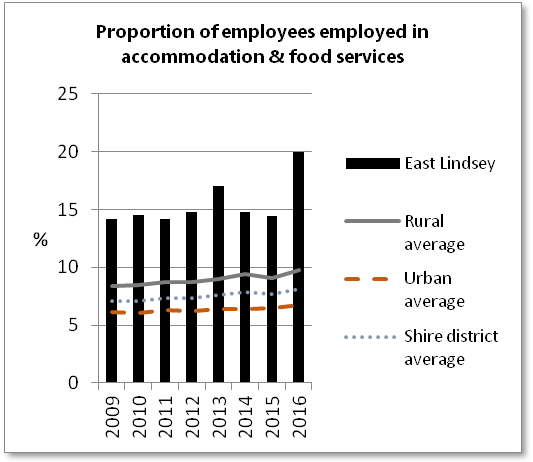 Proportion of employees employed in
accommodation & food services
25
20
15
10
5
0
%
2009
2010
2011
2012
2013
2014
2015
2016
East Lindsey
Rural
average
Urban
average
Shire district
average